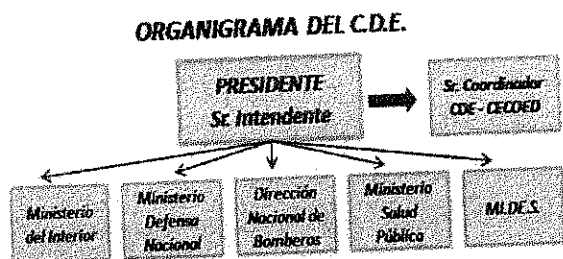 ORGANIGRAMA DEL C.D.E.
PRESIDENTE
Sr. Intendente
Sr. Coordinador
CDE - CECOED
Ministerio
del Interior
Ministerio
Defensa
Nacional
Dirección
Nacional de
Bomberos
Ministerio
Salud
Pública
MI.DE.S.